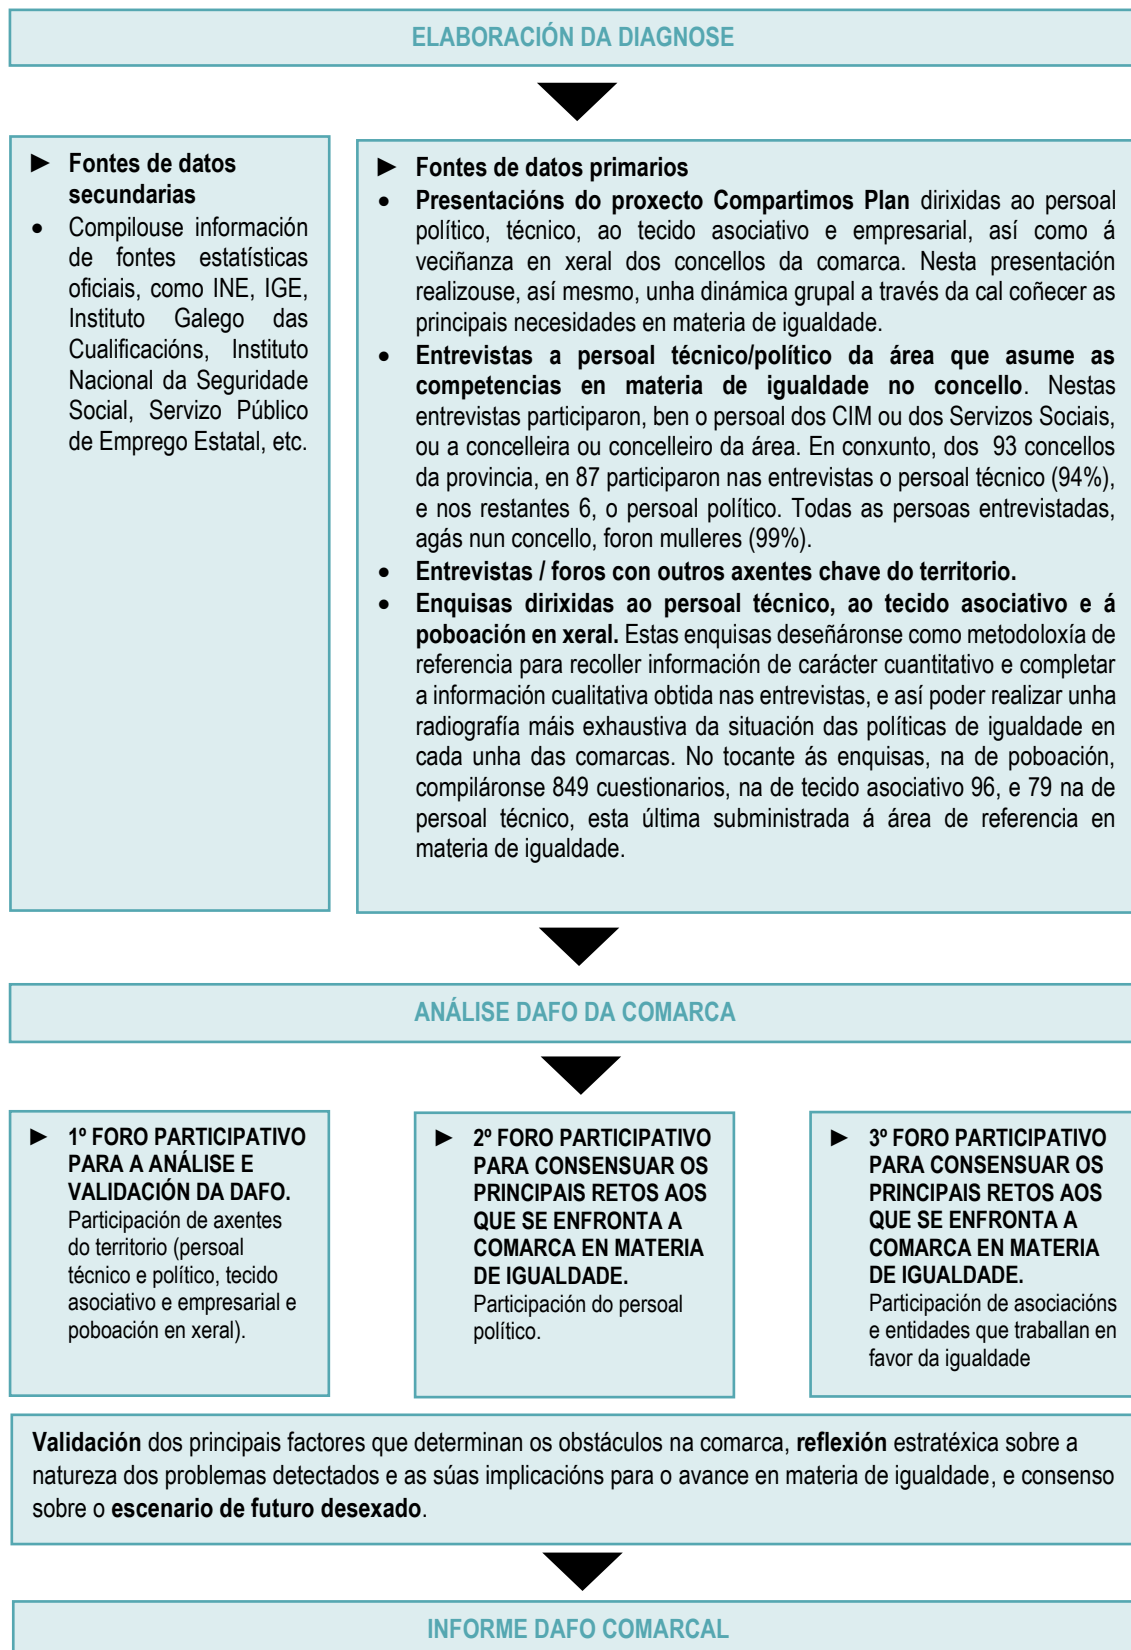 ELABORACIÓN DA DIAGNOSE
► Fontes de datos
secundarias
• Compilouse información
de fontes estatísticas
oficiais, como INE, IGE,
Instituto Galego das
Cualificacións, Instituto
Nacional da Seguridade
Social, Servizo Público
de Emprego Estatal, etc.
► Fontes de datos primarios
• Presentacións do proxecto Compartimos Plan dirixidas ao persoal
político, técnico, ao tecido asociativo e empresarial, así como á
veciñanza en xeral dos concellos da comarca. Nesta presentación
realizouse, así mesmo, unha dinámica grupal a través da cal coñecer as
principais necesidades en materia de igualdade.
• Entrevistas a persoal técnico/político da área que asume as
competencias en materia de igualdade no concello. Nestas
entrevistas participaron, ben o persoal dos CIM ou dos Servizos Sociais,
ou a concelleira ou concelleiro da área. En conxunto, dos 93 concellos
da provincia, en 87 participaron nas entrevistas o persoal técnico (94%),
e nos restantes 6, o persoal político. Todas as persoas entrevistadas,
agás nun concello, foron mulleres (99%).
• Entrevistas / foros con outros axentes chave do territorio.
• Enquisas dirixidas ao persoal técnico, ao tecido asociativo e á
poboación en xeral. Estas enquisas deseñáronse como metodoloxía de
referencia para recoller información de carácter cuantitativo e completar
a información cualitativa obtida nas entrevistas, e así poder realizar unha
radiografía máis exhaustiva da situación das políticas de igualdade en
cada unha das comarcas. No tocante ás enquisas, na de poboación,
compiláronse 849 cuestionarios, na de tecido asociativo 96, e 79 na de
persoal técnico, esta última subministrada á área de referencia en
materia de igualdade.
ANÁLISE DAFO DA COMARCA
► 1º FORO PARTICIPATIVO
PARA A ANÁLISE E
VALIDACIÓN DA DAFO.
Participación de axentes
do territorio (persoal
técnico e político, tecido
asociativo e empresarial e
poboación en xeral).
► 2º FORO PARTICIPATIVO
PARA CONSENSUAR OS
PRINCIPAIS RETOS AOS
QUE SE ENFRONTA A
COMARCA EN MATERIA
DE IGUALDADE.
Participación do persoal
político.
► 3º FORO PARTICIPATIVO
PARA CONSENSUAR OS
PRINCIPAIS RETOS AOS
QUE SE ENFRONTA A
COMARCA EN MATERIA
DE IGUALDADE.
Participación de asociacións
e entidades que traballan en
favor da igualdade
Validación dos principais factores que determinan os obstáculos na comarca, reflexión estratéxica sobre a
natureza dos problemas detectados e as súas implicacións para o avance en materia de igualdade, e consenso
sobre o escenario de futuro desexado.
INFORME DAFO COMARCAL